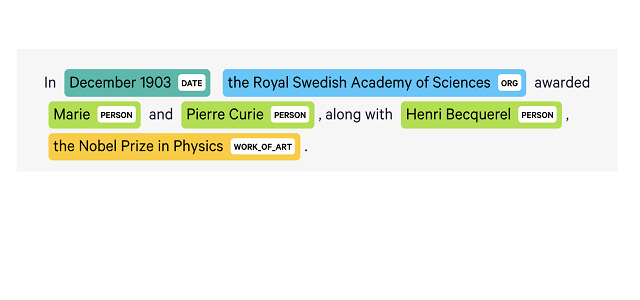 In December 1903 DATE the Royal Swedish Academy of Sciences ORG awarded
Marie PERSON and Pierre Curie PERSON , along with Henri Becquerel PERSON ,
the Nobel Prize in Physics WORK_OF_ART .